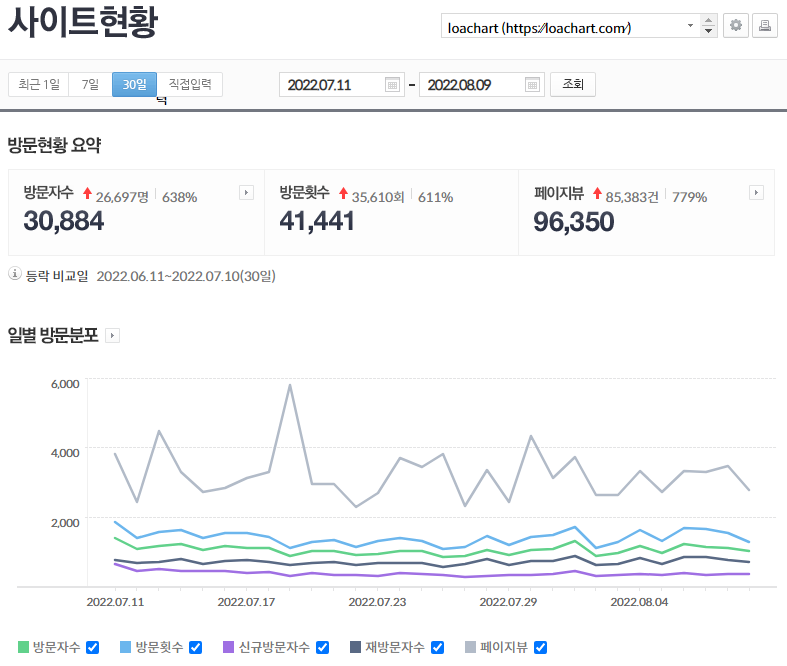 사이트현황
loachart (https://loachart.com/)
최근 1일 7일 30일 직접입력 2022.07.11 - 2022.08.09 조회
방문현황 요약
방문자수 26,697명 638%
30,884
방문횟수 35,610회 611%
41,441
페이지뷰 85,383건 779%
96,350
등락 비교일 2022.06.11~2022.07.10(30일)
일별 방문분포
6,000
4,000
2,000
2022.07.11 2022.07.17 2022.07.23 2022.07.29 2022.08.04
방문자수 방문횟수 신규방문자수 재방문자수 페이지뷰